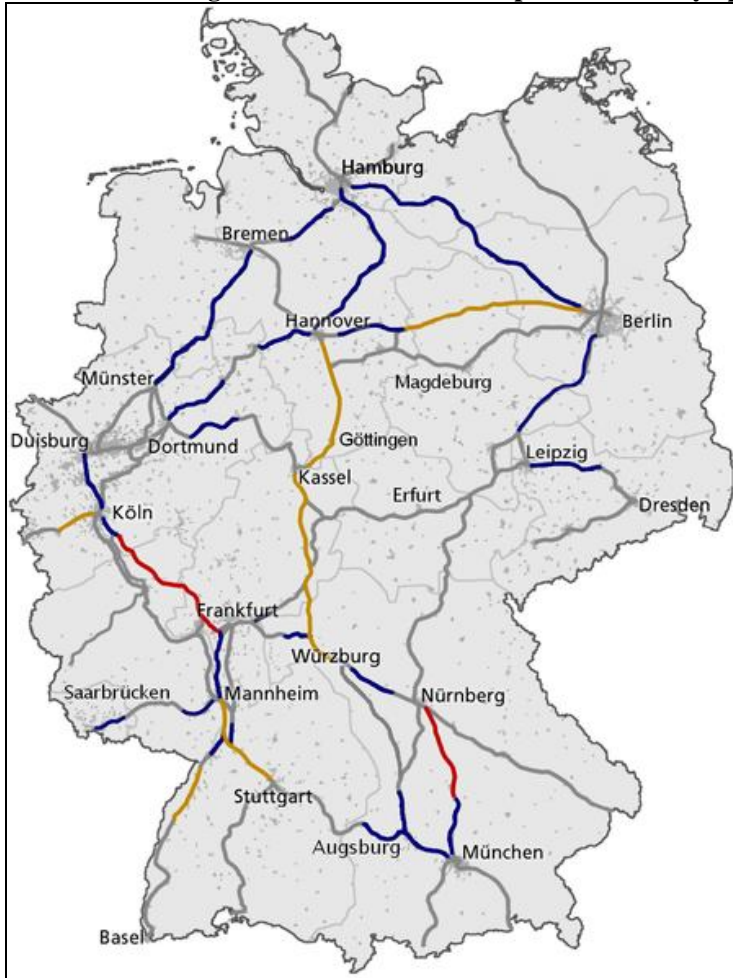 Hamburg
Bremen
Hannover
Berlin
Münster
Magdeburg
Duisburg
Dortmund
Göttingen
Leipzig
Kassel
Erfurt
Dresden
Köln
Frankfurt
Würzburg
Saarbrücken
Mannheim
Nürnberg
Stuttgart
Augsburg
München
Basel